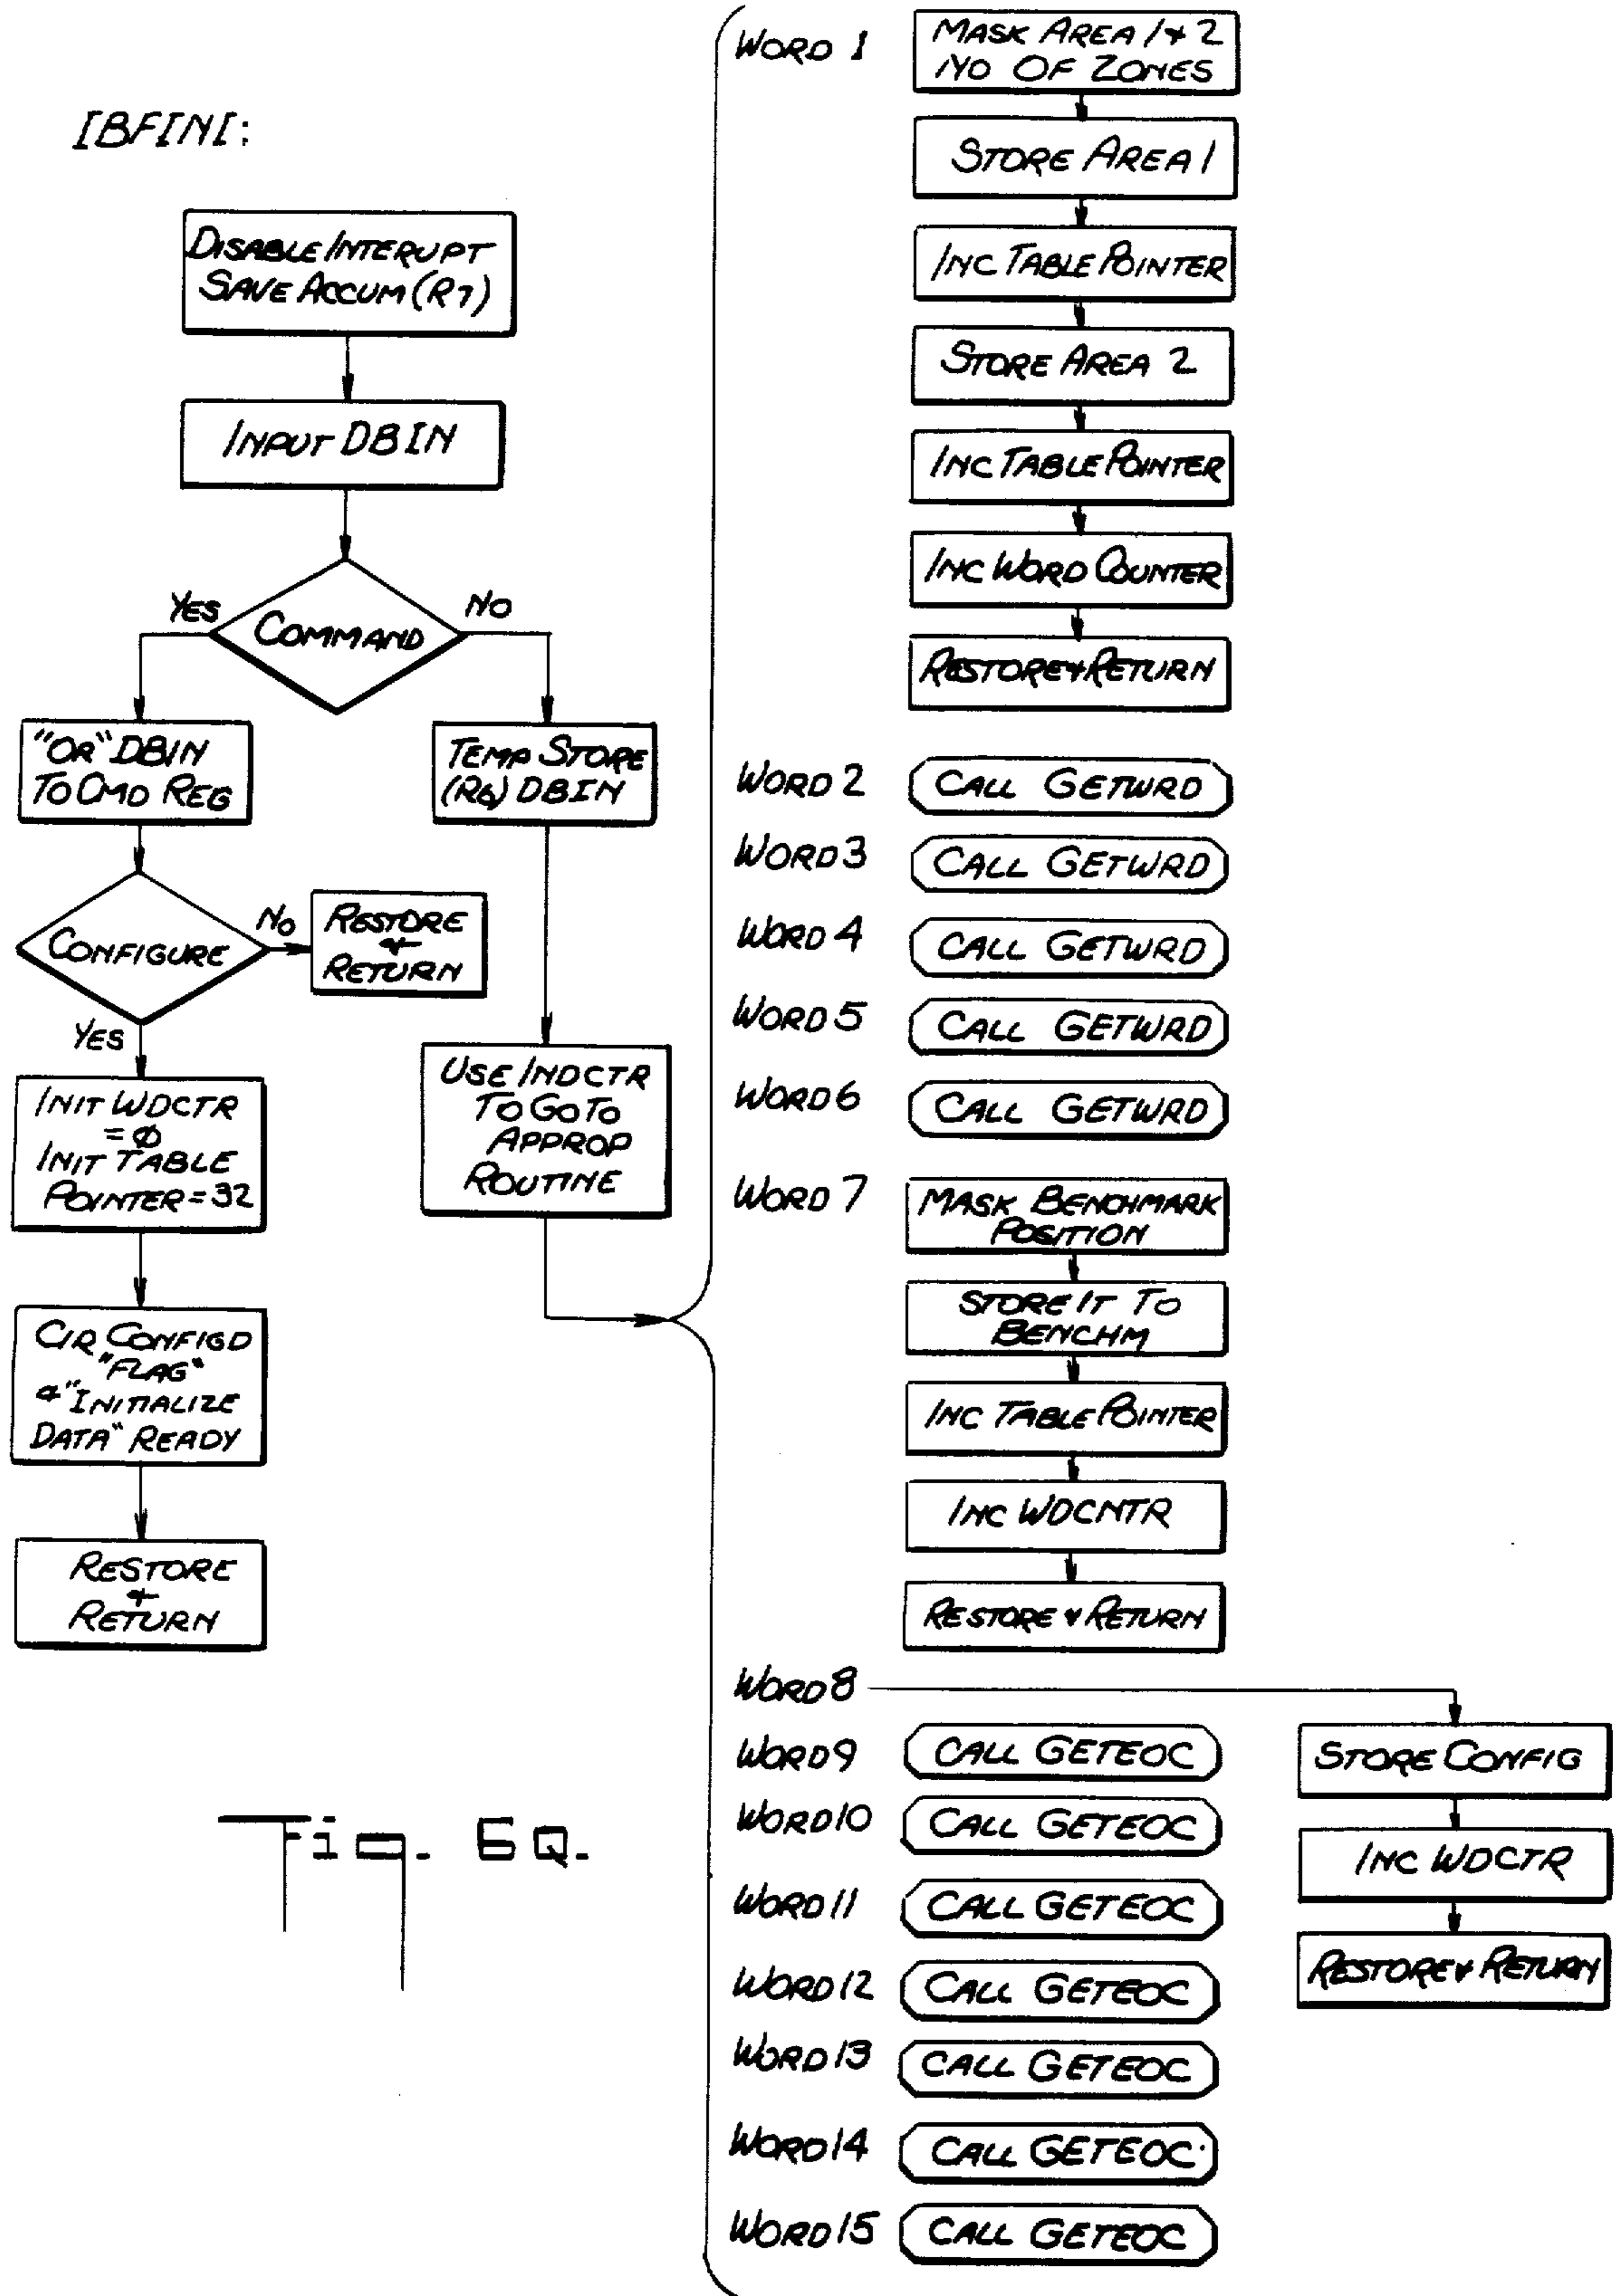 IBFINI:
DISABLE INTERUPT
SAVE ACCUM (R7)
INPUT DBIN
COMMAND
YES
NO
"OR" DBIN
TO CMD REG
TEMP STORE
(R6) DBIN
CONFIGURE
NO
RESTORE
&
RETURN
YES
INIT WDCTR
=Ø
INIT TABLE
POINTER=32
USE INDCTR
TO GO TO
APPROP
ROUTINE
CLR CONFIGD
"FLAG"
& "INITIALIZE
DATA" READY
RESTORE
&
RETURN
WORD 1
MASK AREA 1 & 2
NO OF ZONES
STORE AREA 1
INC TABLE POINTER
STORE AREA 2
INC TABLE POINTER
INC WORD COUNTER
RESTORE & RETURN
WORD 2 CALL GETWRD
WORD 3 CALL GETWRD
WORD 4 CALL GETWRD
WORD 5 CALL GETWRD
WORD 6 CALL GETWRD
WORD 7
MASK BENCHMARK
POSITION
STORE IT TO
BENCHM
INC TABLE POINTER
INC WDCNTR
RESTORE & RETURN
WORD 8
STORE CONFIG
INC WDCTR
RESTORE & RETURN
WORD 9 CALL GETEOC
WORD 10 CALL GETEOC
WORD 11 CALL GETEOC
WORD 12 CALL GETEOC
WORD 13 CALL GETEOC
WORD 14 CALL GETEOC
WORD 15 CALL GETEOC
Fig. 6Q.